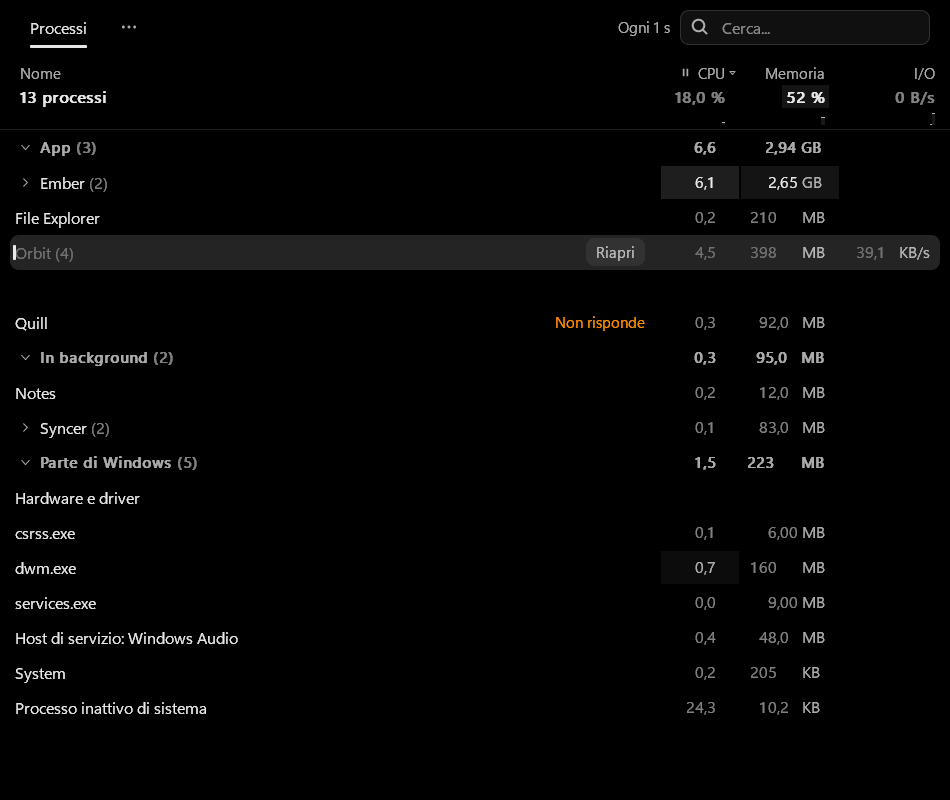 Processi ···
Ogni 1 s Cerca...
Nome CPU Memoria I/O
13 processi 18,0 % 52 % 0 B/s
App (3) 6,6 2,94 GB
Ember (2) 6,1 2,65 GB
File Explorer 0,2 210 MB
Orbit (4) Riapri 4,5 398 MB 39,1 KB/s
Quill Non risponde 0,3 92,0 MB
In background (2) 0,3 95,0 MB
Notes 0,2 12,0 MB
Syncer (2) 0,1 83,0 MB
Parte di Windows (5) 1,5 223 MB
Hardware e driver
csrss.exe 0,1 6,00 MB
dwm.exe 0,7 160 MB
services.exe 0,0 9,00 MB
Host di servizio: Windows Audio 0,4 48,0 MB
System 0,2 205 KB
Processo inattivo di sistema 24,3 10,2 KB